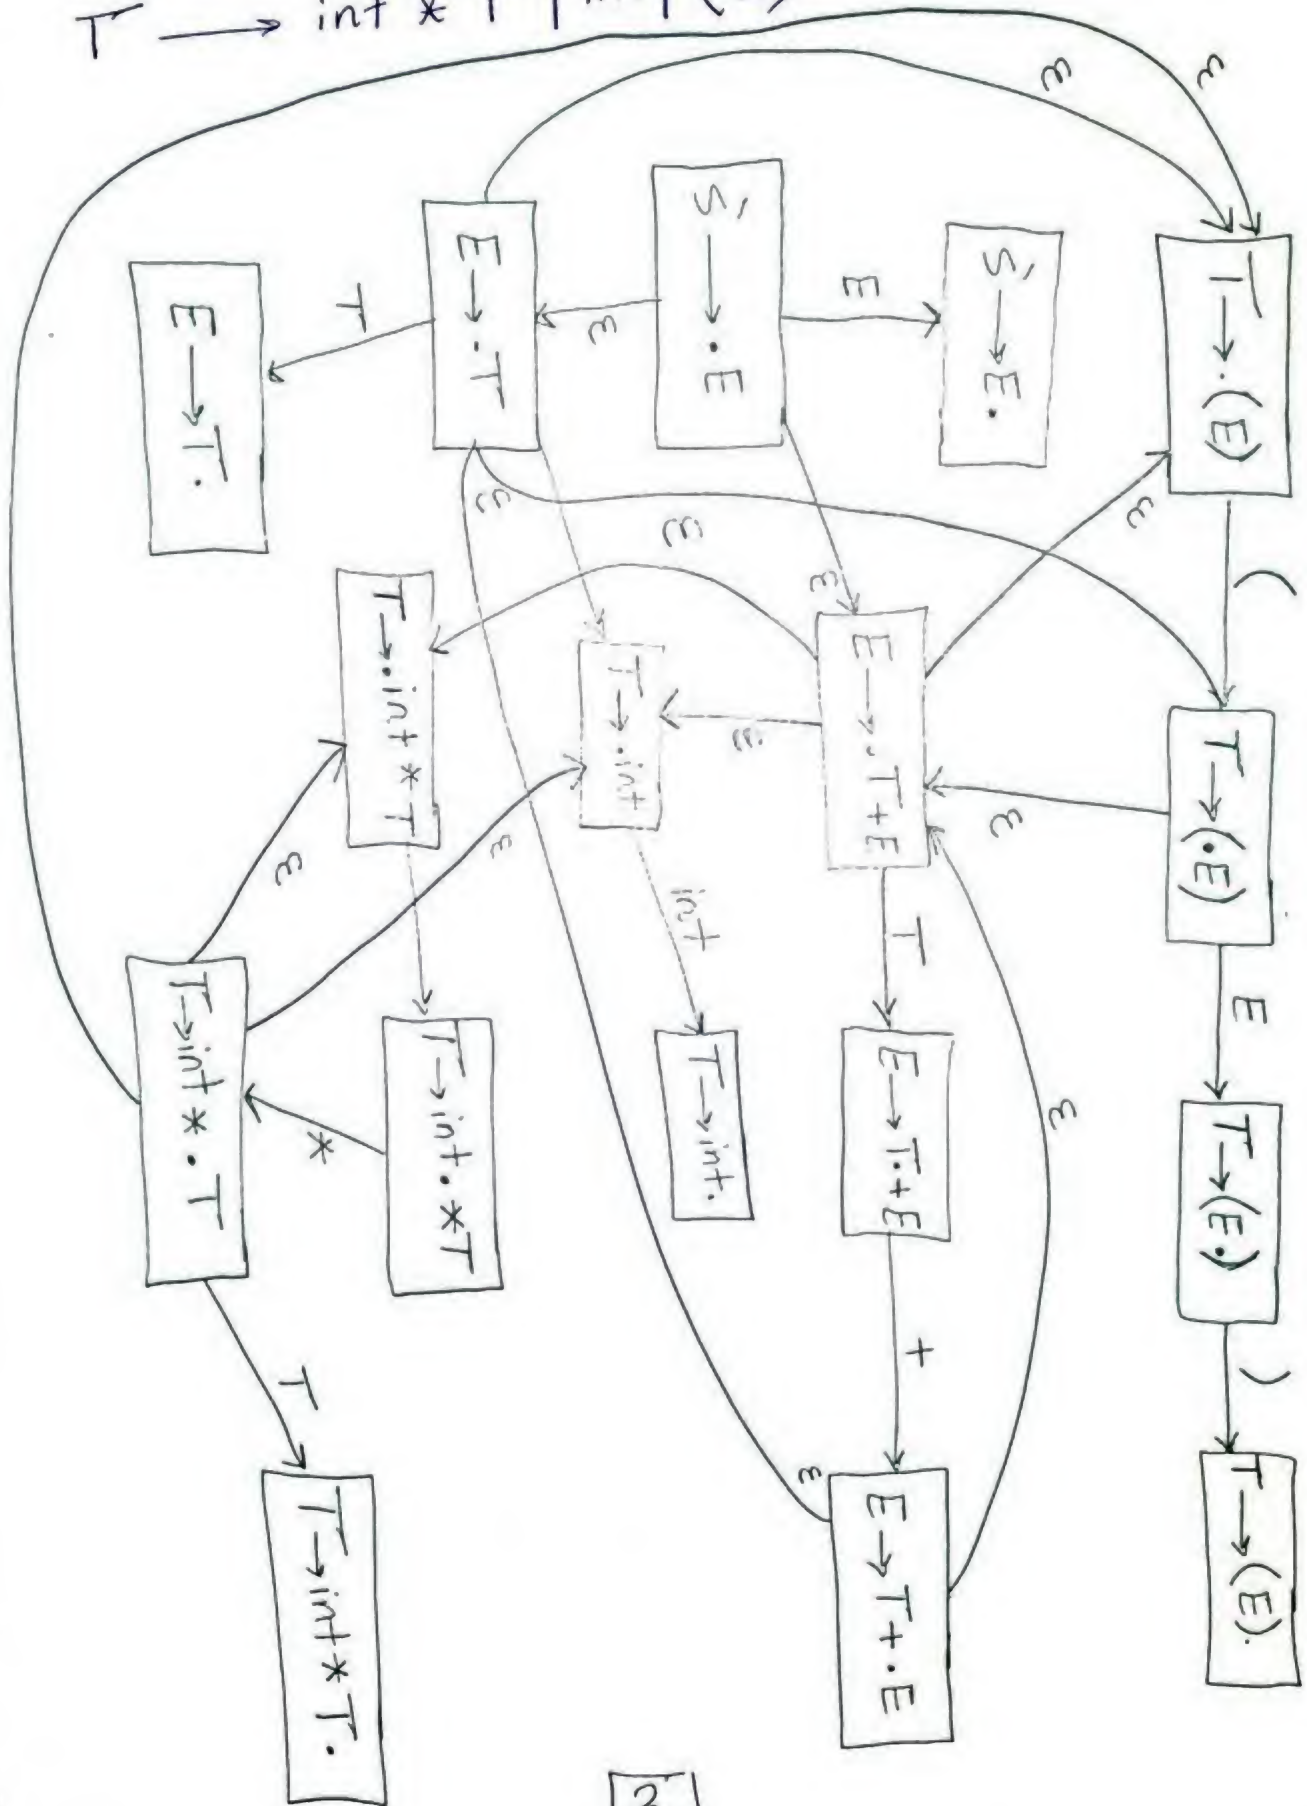 T ⟶ int * T | int | (E)
T→.(E)
(
T→(.E)
E
T→(E.)
)
T→(E).
ε
ε
ε
ε
ε
S'→E.
E
S'→.E
ε
ε
E→.T+E
T
E→T.+E
+
E→T+.E
ε
E→.T
T
E→T.
ε
ε
ε
T→.int
int
T→int.
ε
T→.int*T
T→int.*T
*
ε
T→int*.T
T
T→int*T.
2